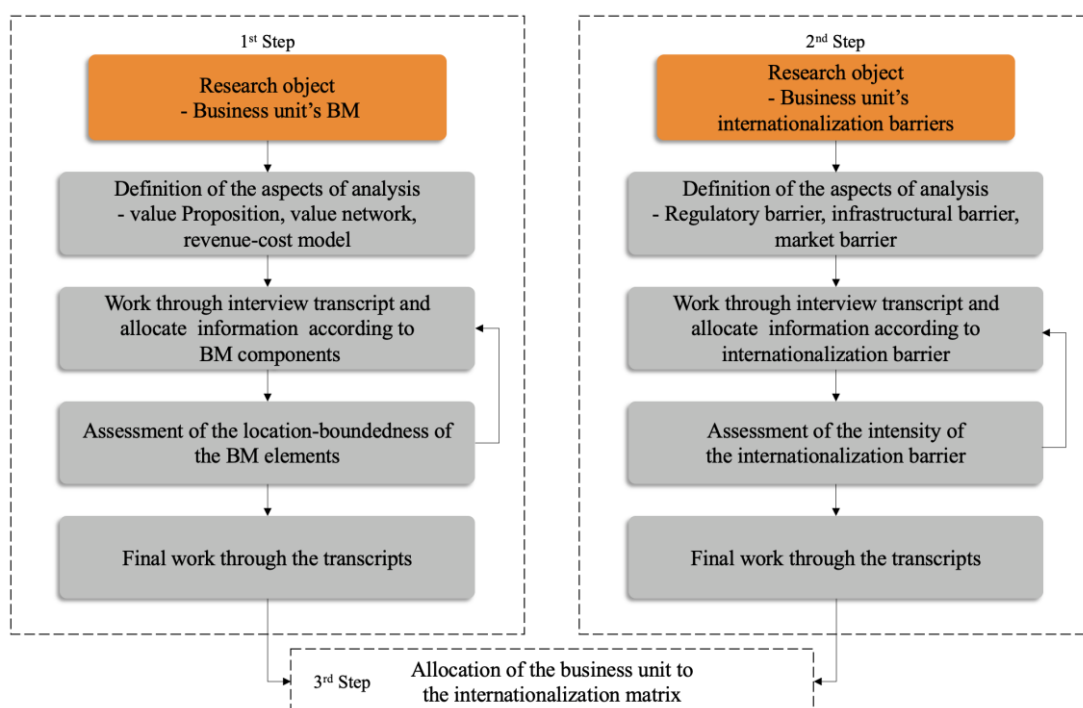 1st Step
Research object
- Business unit's BM
Definition of the aspects of analysis
- value Proposition, value network,
revenue-cost model
Work through interview transcript and
allocate information according to
BM components
Assessment of the location-boundedness of
the BM elements
Final work through the transcripts
2nd Step
Research object
- Business unit's
internationalization barriers
Definition of the aspects of analysis
- Regulatory barrier, infrastructural barrier,
market barrier
Work through interview transcript and
allocate information according to
internationalization barrier
Assessment of the intensity of
the internationalization barrier
Final work through the transcripts
3rd Step
Allocation of the business unit to
the internationalization matrix